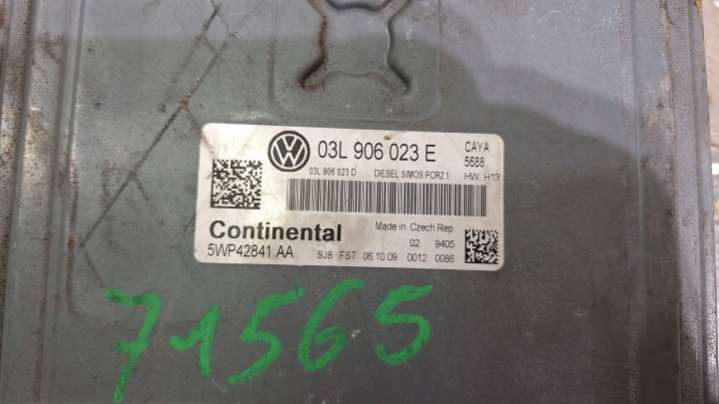 03L 906 023 E
CAYA
5688
03L 906 023 D DIESEL SIMOS PCR2.1 HW: H13
Continental
Made in Czech Rep
02 9405
5WP42841 AA
SJ8 FST 06.10.09 0012 0086
71565